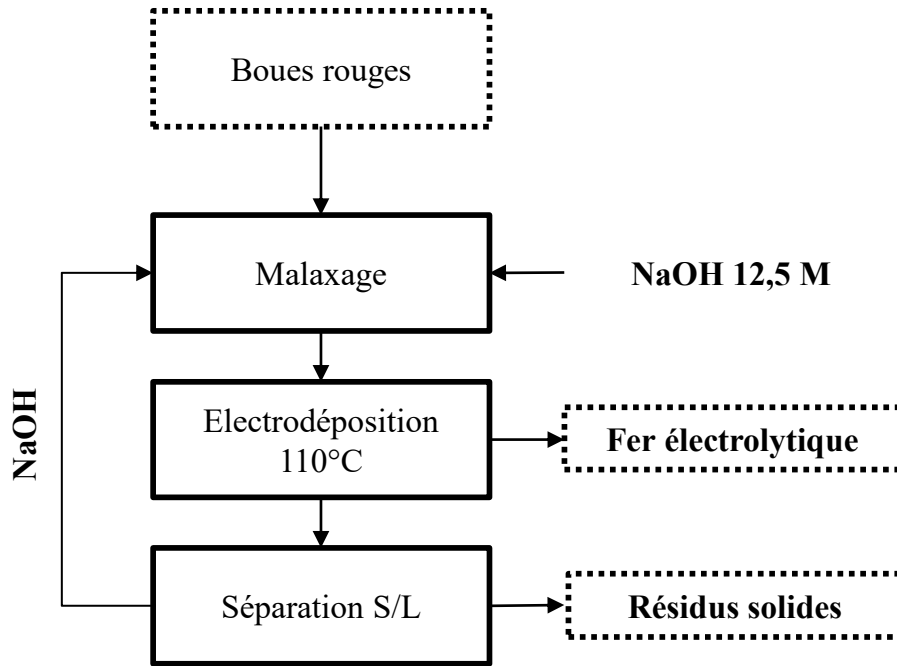 Boues rouges
Malaxage
NaOH 12,5 M
NaOH
Electrodéposition
110°C
Fer électrolytique
Séparation S/L
Résidus solides